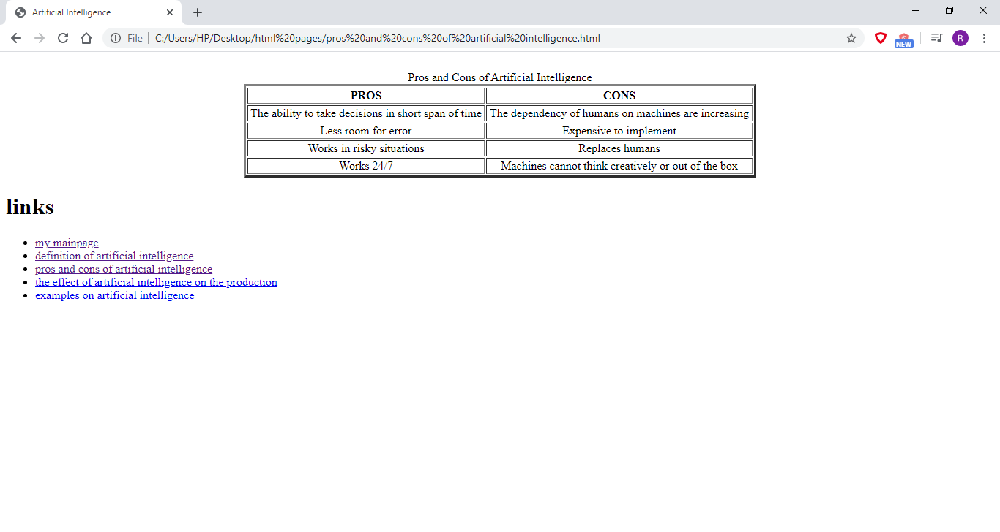 Artificial Intelligence
File
C:/Users/HP/Desktop/html%20pages/pros%20and%20cons%20of%20artificial%20intelligence.html
NEW
R
Pros and Cons of Artificial Intelligence
PROS CONS
The ability to take decisions in short span of time The dependency of humans on machines are increasing
Less room for error Expensive to implement
Works in risky situations Replaces humans
Works 24/7 Machines cannot think creatively or out of the box
links
my mainpage
definition of artificial intelligence
pros and cons of artificial intelligence
the effect of artificial intelligence on the production
examples on artificial intelligence